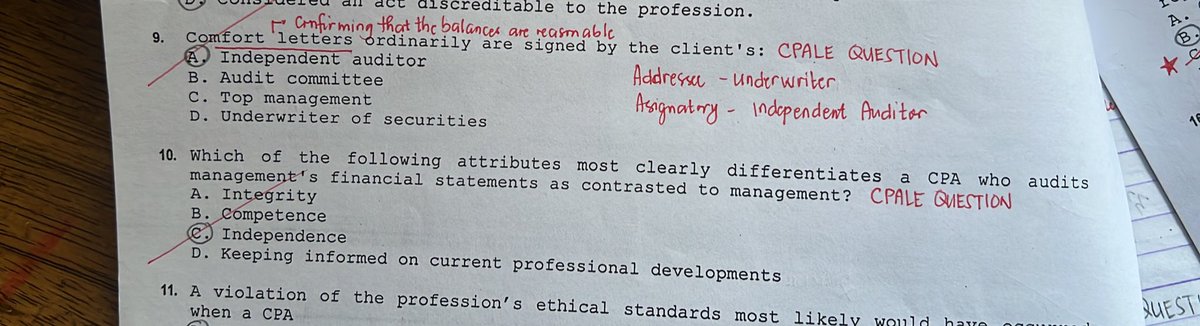 an act discreditable to the profession.
Confirming that the balances are reasonable
9. Comfort letters ordinarily are signed by the client's: CPALE QUESTION
A. Independent auditor
B. Audit committee
Addressee - underwriter
C. Top management
Asignatory - Independent Auditor
D. Underwriter of securities
10. Which of the following attributes most clearly differentiates a CPA who audits
management's financial statements as contrasted to management? CPALE QUESTION
A. Integrity
B. Competence
C. Independence
D. Keeping informed on current professional developments
11. A violation of the profession's ethical standards most likely would have
when a CPA
A.
B.